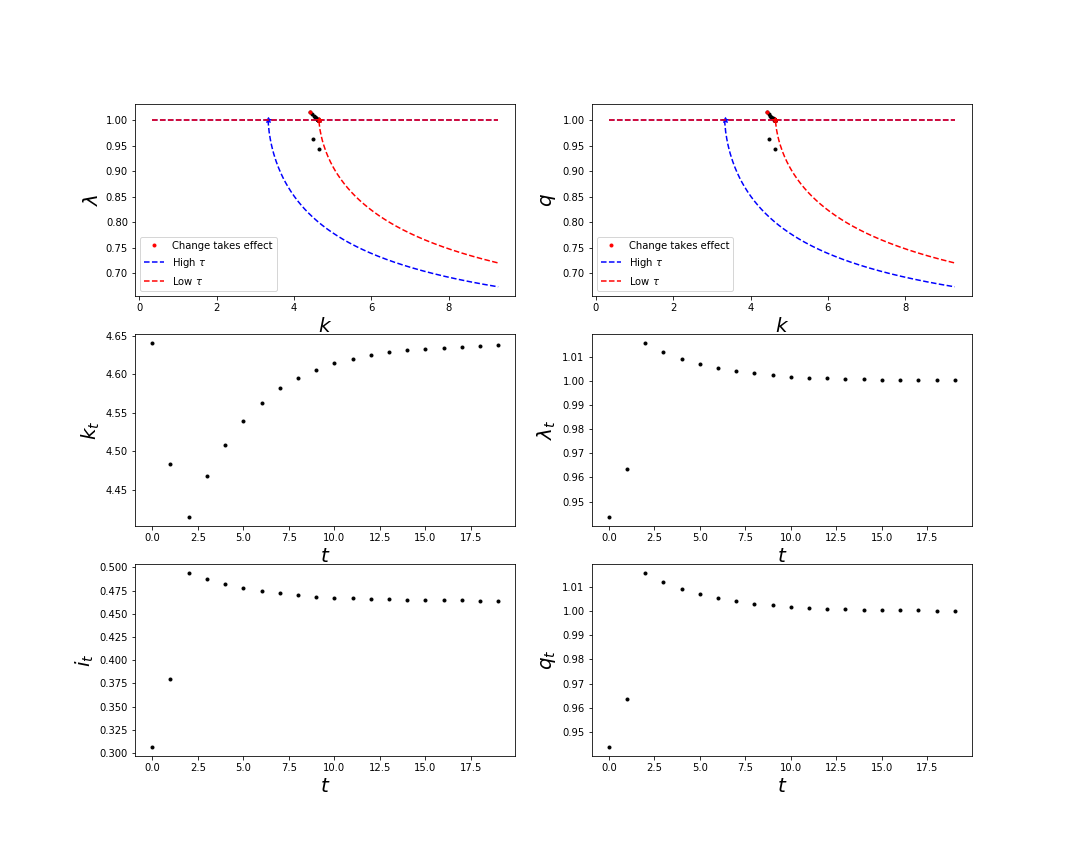 λ
1.00
0.95
0.90
0.85
0.80
0.75
0.70
Change takes effect
High τ
Low τ
0 2 4 6 8
k
q
1.00
0.95
0.90
0.85
0.80
0.75
0.70
Change takes effect
High τ
Low τ
0 2 4 6 8
k
k_t
4.65
4.60
4.55
4.50
4.45
0.0 2.5 5.0 7.5 10.0 12.5 15.0 17.5
t
λ_t
1.01
1.00
0.99
0.98
0.97
0.96
0.95
0.0 2.5 5.0 7.5 10.0 12.5 15.0 17.5
t
i_t
0.500
0.475
0.450
0.425
0.400
0.375
0.350
0.325
0.300
0.0 2.5 5.0 7.5 10.0 12.5 15.0 17.5
t
q_t
1.01
1.00
0.99
0.98
0.97
0.96
0.95
0.0 2.5 5.0 7.5 10.0 12.5 15.0 17.5
t